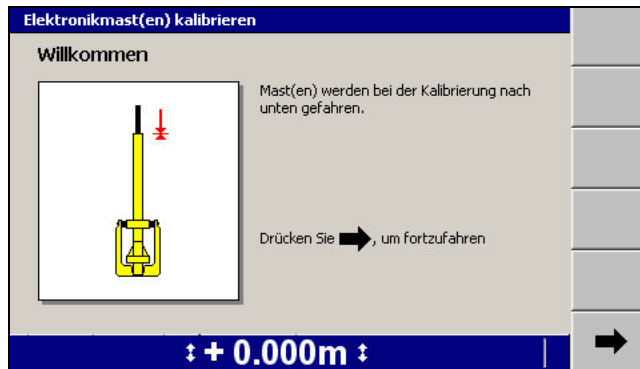 Elektronikmast(en) kalibrieren
Willkommen
Mast(en) werden bei der Kalibrierung nach
unten gefahren.
Drücken Sie ➡, um fortzufahren
↕ + 0.000m ↕